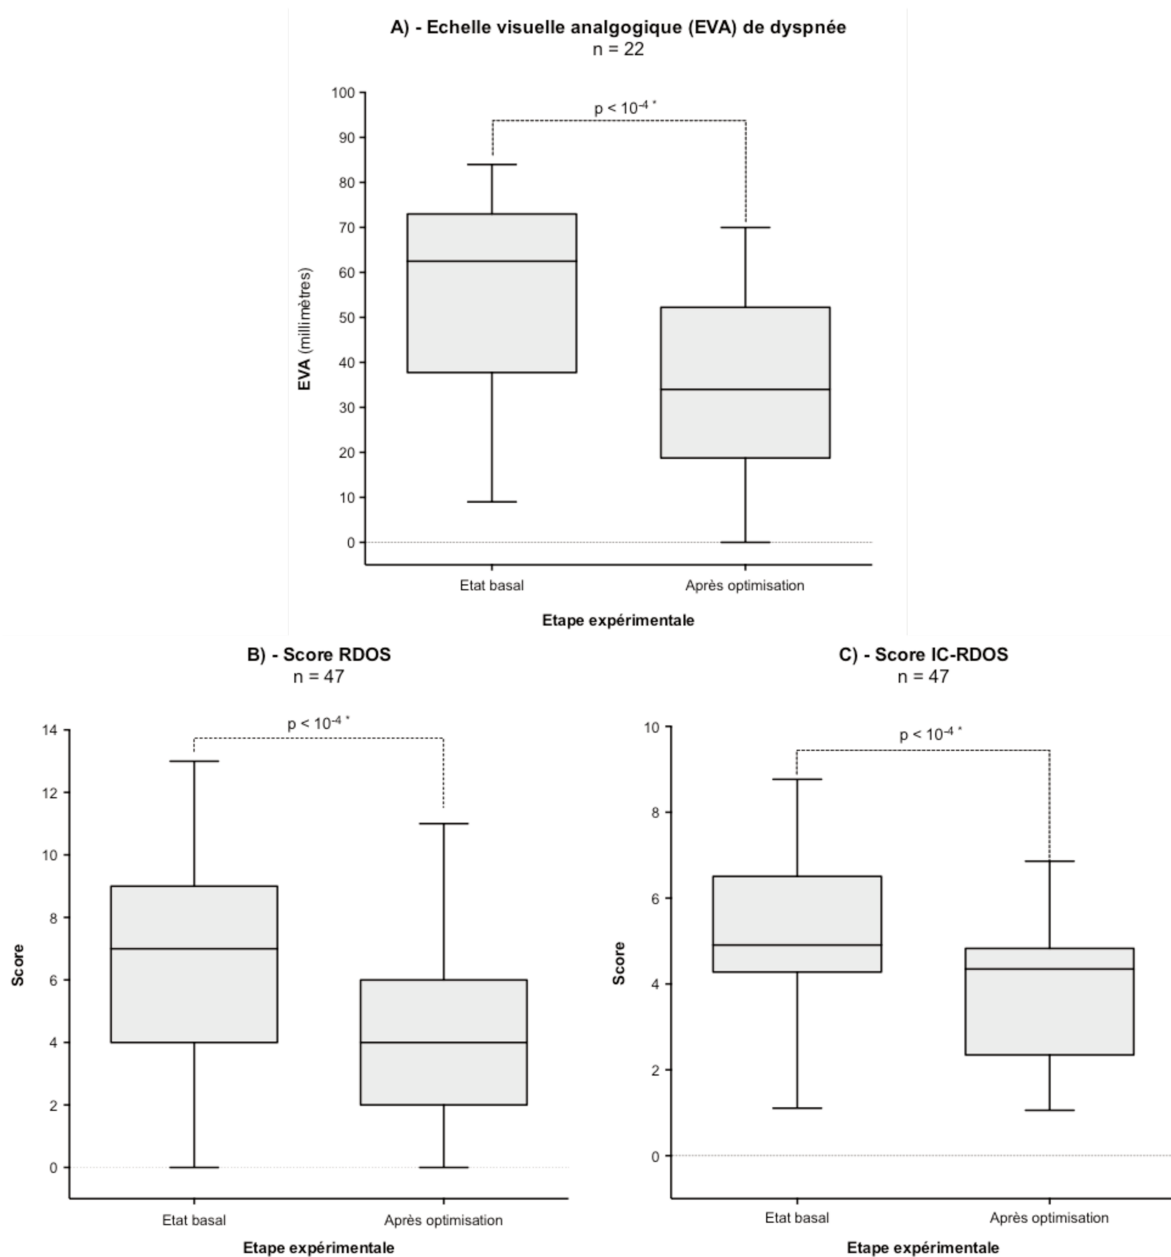 A) - Echelle visuelle analgogique (EVA) de dyspnée
n = 22
p < 10-4 *
100
90
80
70
60
50
40
30
20
10
0
EVA (millimètres)
Etat basal
Après optimisation
Etape expérimentale
B) - Score RDOS
n = 47
p < 10-4 *
14
12
10
8
6
4
2
0
Score
Etat basal
Après optimisation
Etape expérimentale
C) - Score IC-RDOS
n = 47
p < 10-4 *
10
8
6
4
2
0
Score
Etat basal
Après optimisation
Etape expérimentale